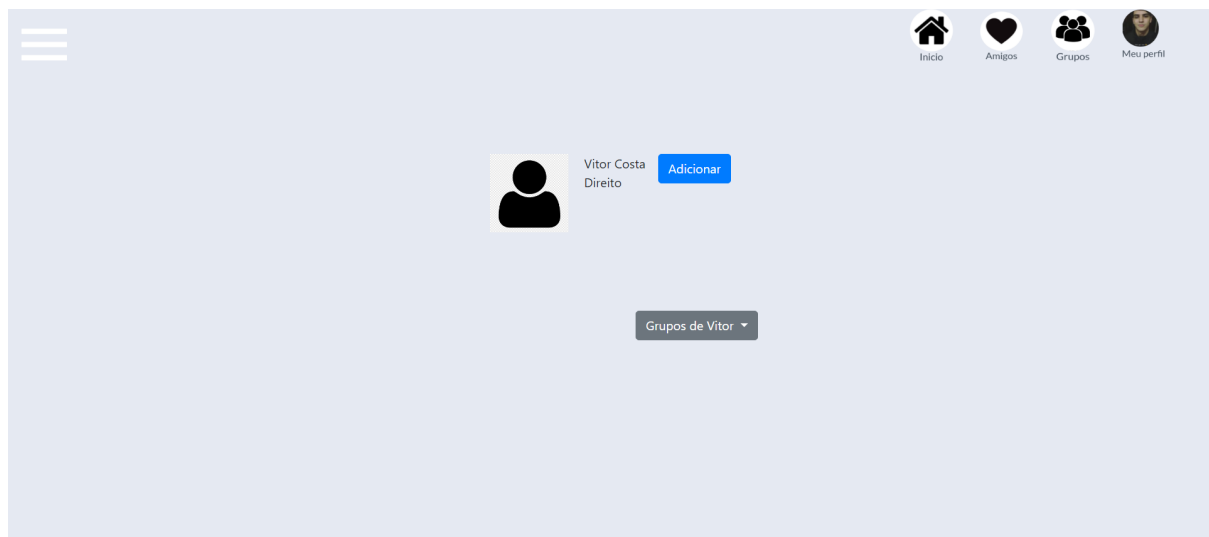 Inicio
Amigos
Grupos
Meu perfil
Vitor Costa
Adicionar
Direito
Grupos de Vitor